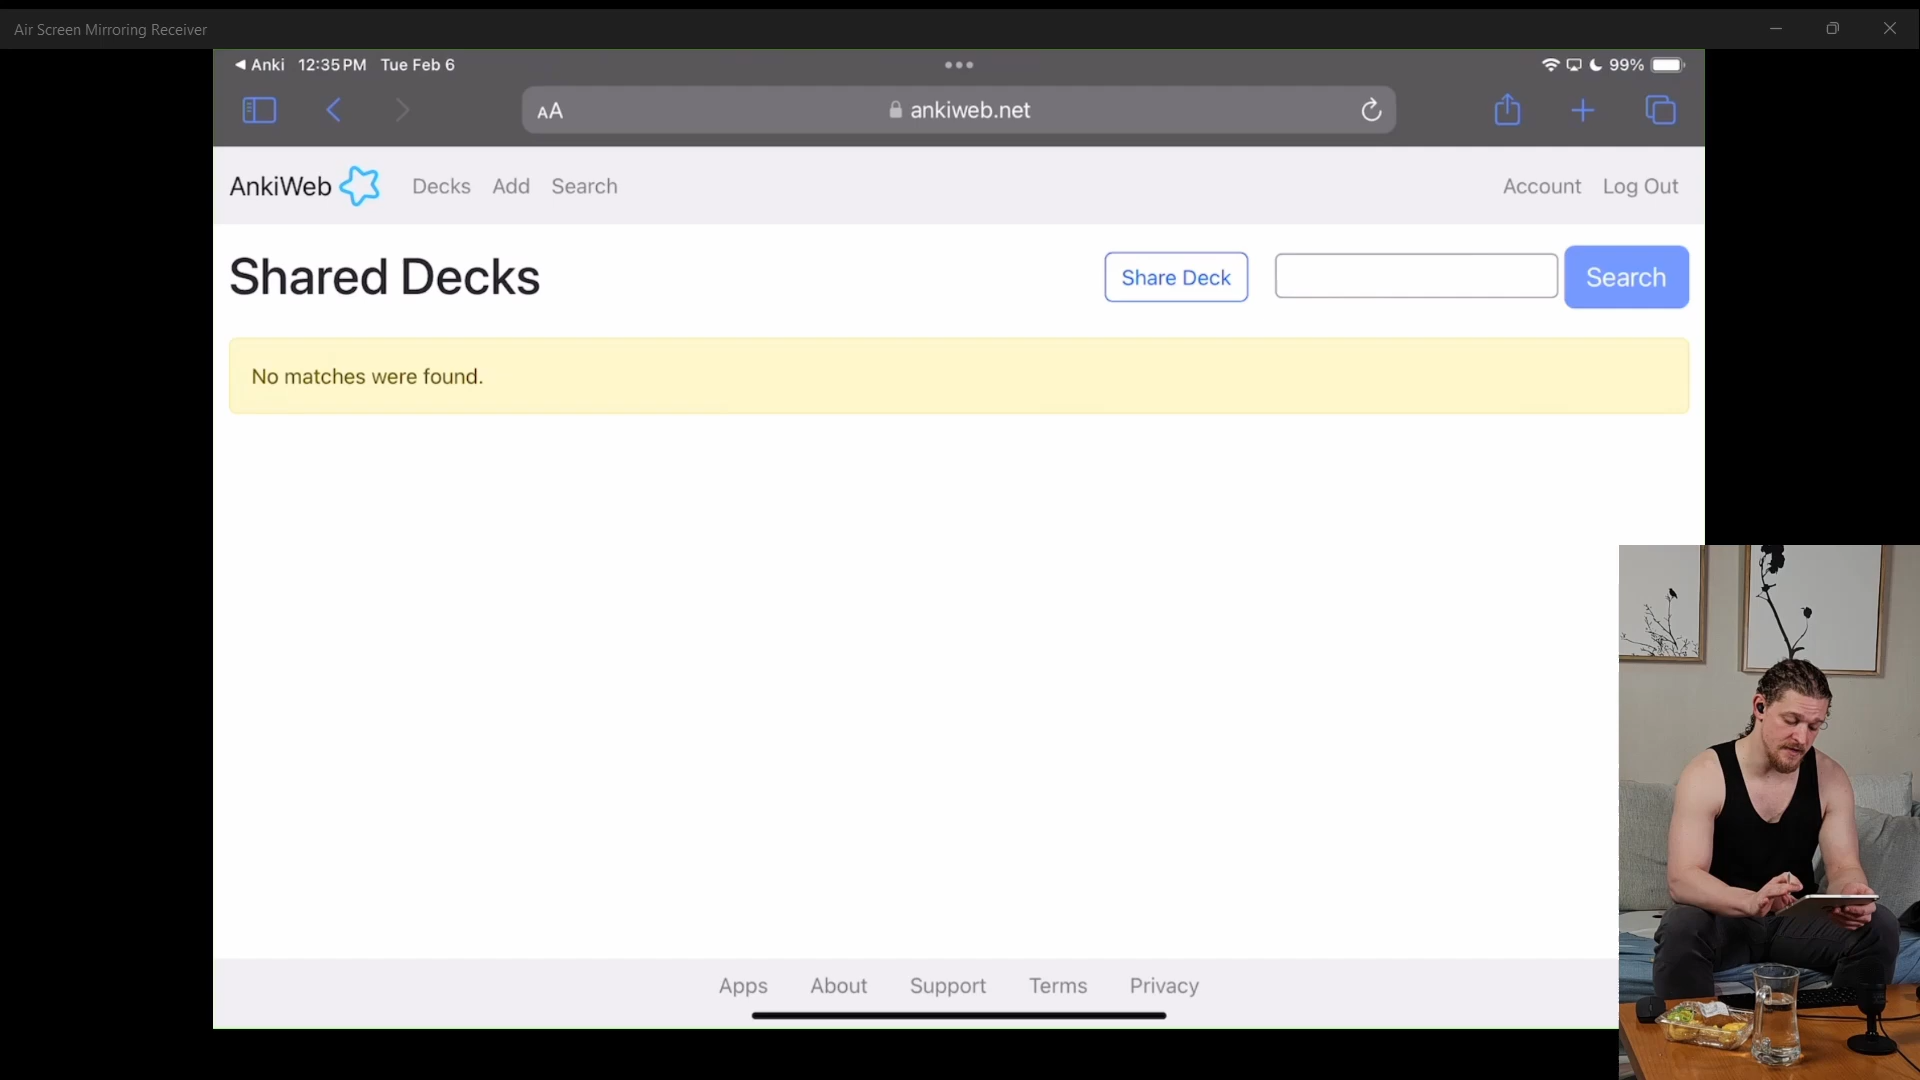 Air Screen Mirroring Receiver
◀ Anki 12:35 PM Tue Feb 6
99%
AA
ankiweb.net
AnkiWeb
Decks Add Search
Account Log Out
Shared Decks
Share Deck
Search
No matches were found.
Apps About Support Terms Privacy